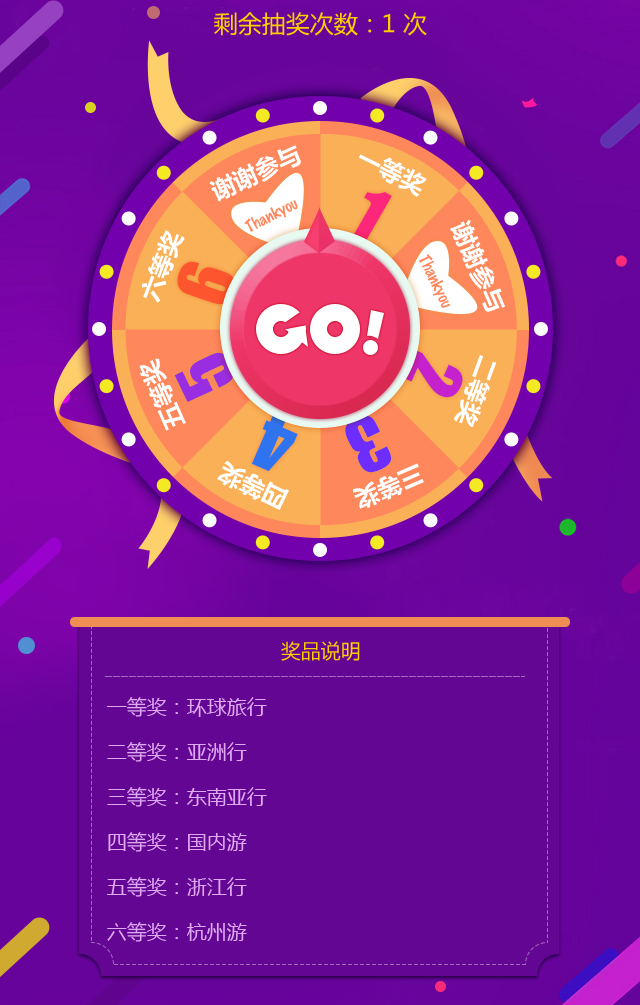 剩余抽奖次数：1 次
谢谢参与
Thankyou
一等奖
1
谢谢参与
Thankyou
二等奖
2
三等奖
3
四等奖
4
五等奖
5
六等奖
6
GO!
奖品说明
一等奖：环球旅行
二等奖：亚洲行
三等奖：东南亚行
四等奖：国内游
五等奖：浙江行
六等奖：杭州游